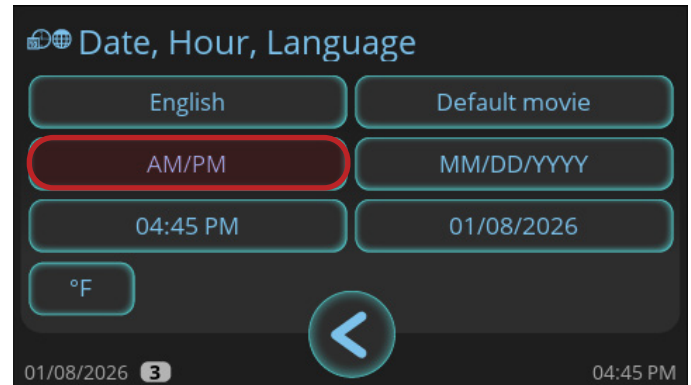 Date, Hour, Language
English Default movie
AM/PM MM/DD/YYYY
04:45 PM 01/08/2026
°F
01/08/2026 3 04:45 PM